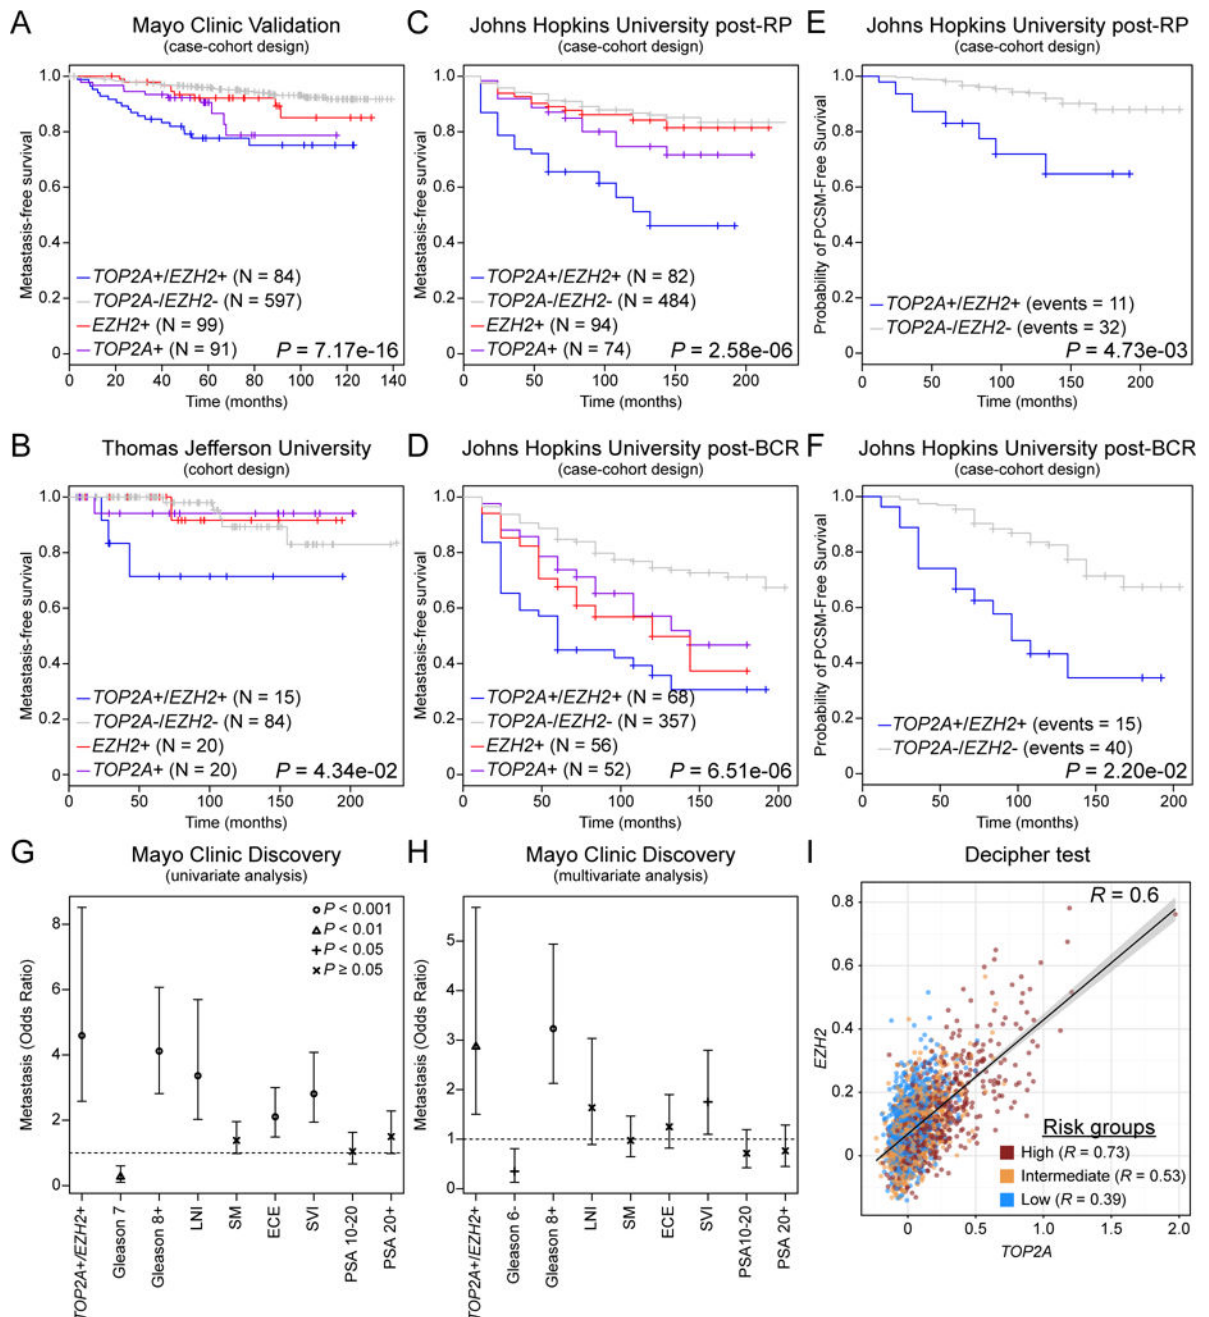 A
Mayo Clinic Validation
(case-cohort design)
Metastasis-free survival
1.0
0.8
0.6
0.4
0.2
0
TOP2A+/EZH2+ (N = 84)
TOP2A-/EZH2- (N = 597)
EZH2+ (N = 99)
TOP2A+ (N = 91)
P = 7.17e-16
0 20 40 60 80 100 120 140
Time (months)
C
Johns Hopkins University post-RP
(case-cohort design)
Metastasis-free survival
1.0
0.8
0.6
0.4
0.2
0
TOP2A+/EZH2+ (N = 82)
TOP2A-/EZH2- (N = 484)
EZH2+ (N = 94)
TOP2A+ (N = 74)
P = 2.58e-06
0 50 100 150 200
Time (months)
E
Johns Hopkins University post-RP
(case-cohort design)
Probability of PCSM-Free Survival
1.0
0.8
0.6
0.4
0.2
0
TOP2A+/EZH2+ (events = 11)
TOP2A-/EZH2- (events = 32)
P = 4.73e-03
0 50 100 150 200
Time (months)
B
Thomas Jefferson University
(cohort design)
Metastasis-free survival
1.0
0.8
0.6
0.4
0.2
0
TOP2A+/EZH2+ (N = 15)
TOP2A-/EZH2- (N = 84)
EZH2+ (N = 20)
TOP2A+ (N = 20)
P = 4.34e-02
0 50 100 150 200
Time (months)
D
Johns Hopkins University post-BCR
(case-cohort design)
Metastasis-free survival
1.0
0.8
0.6
0.4
0.2
0
TOP2A+/EZH2+ (N = 68)
TOP2A-/EZH2- (N = 357)
EZH2+ (N = 56)
TOP2A+ (N = 52)
P = 6.51e-06
0 50 100 150 200
Time (months)
F
Johns Hopkins University post-BCR
(case-cohort design)
Probability of PCSM-Free Survival
1.0
0.8
0.6
0.4
0.2
0
TOP2A+/EZH2+ (events = 15)
TOP2A-/EZH2- (events = 40)
P = 2.20e-02
0 50 100 150 200
Time (months)
G
Mayo Clinic Discovery
(univariate analysis)
Metastasis (Odds Ratio)
8
6
4
2
0
P < 0.001
P < 0.01
P < 0.05
P ≥ 0.05
TOP2A+/EZH2+
Gleason 7
Gleason 8+
LNI
SM
ECE
SVI
PSA 10-20
PSA 20+
H
Mayo Clinic Discovery
(multivariate analysis)
Metastasis (Odds Ratio)
5
4
3
2
1
0
TOP2A+/EZH2+
Gleason 6-
Gleason 8+
LNI
SM
ECE
SVI
PSA10-20
PSA 20+
I
Decipher test
EZH2
0.8
0.6
0.4
0.2
0
R = 0.6
Risk groups
High (R = 0.73)
Intermediate (R = 0.53)
Low (R = 0.39)
0 0.5 1.0 1.5 2.0
TOP2A